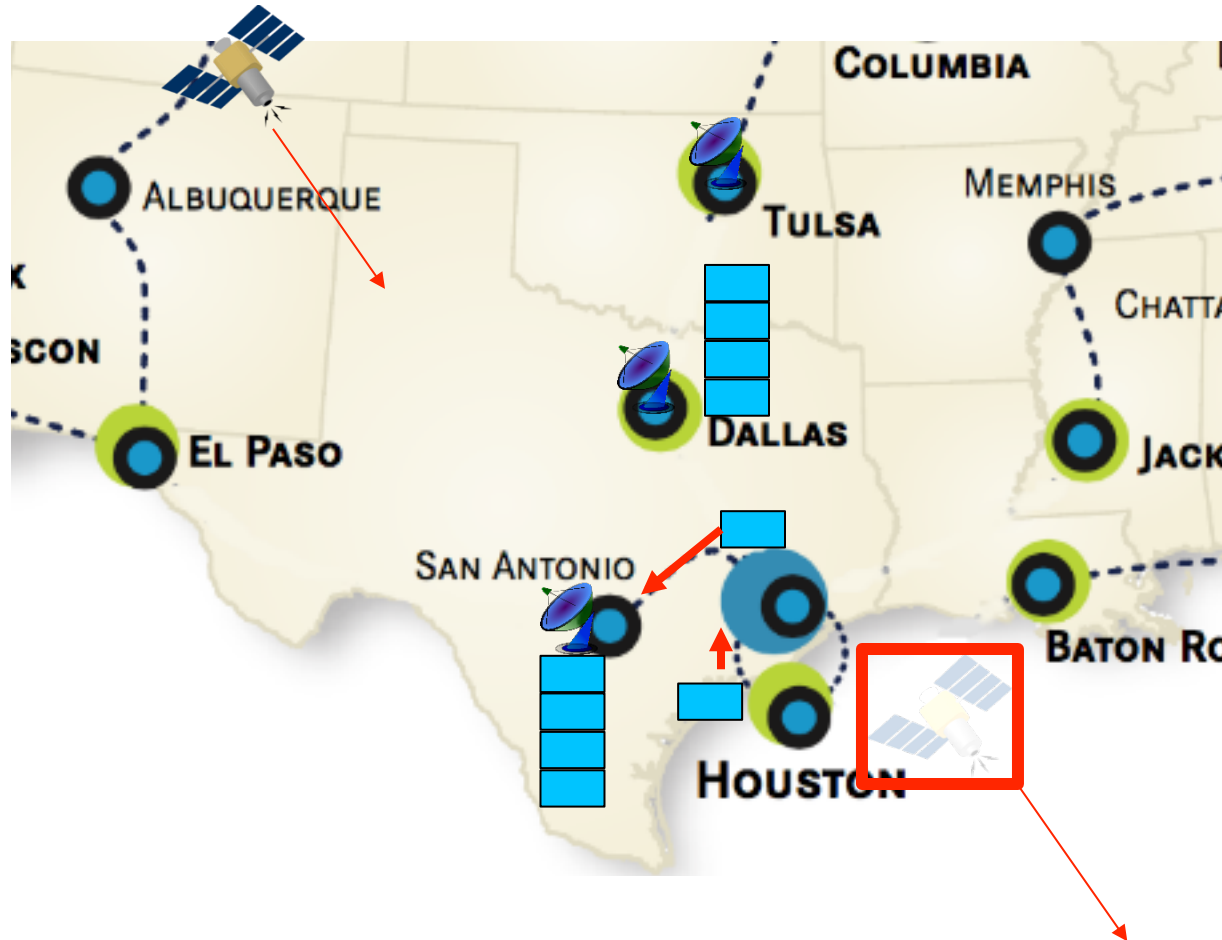 COLUMBIA
ALBUQUERQUE
MEMPHIS
TULSA
X
CHATTA
SCON
EL PASO
DALLAS
JACK
SAN ANTONIO
BATON RO
HOUSTON